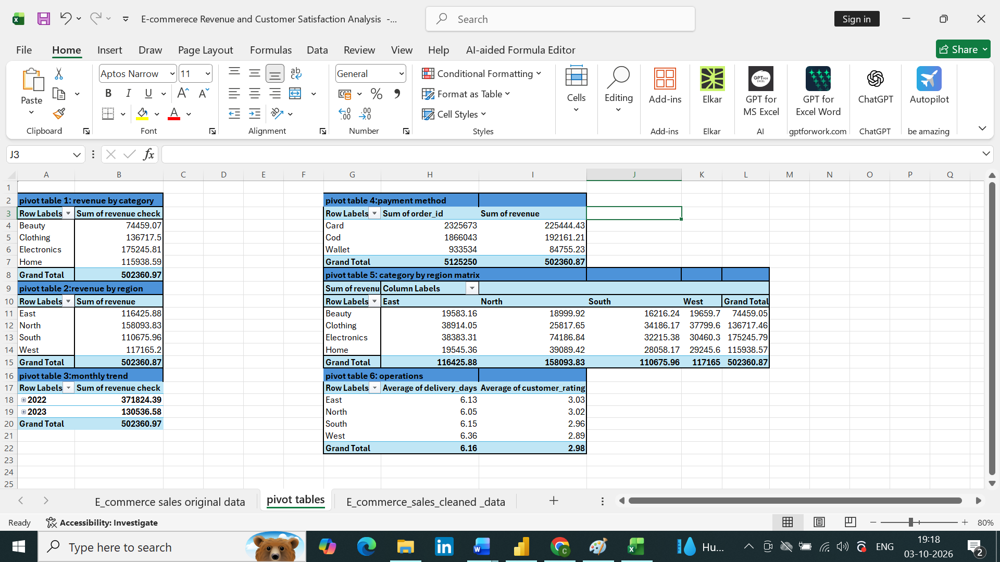 E-commerece Revenue and Customer Satisfaction Analysis -...
Search
Sign in
File Home Insert Draw Page Layout Formulas Data Review View Help AI-aided Formula Editor
Share
Paste
Clipboard
Aptos Narrow 11
B I U A A
A
Font
ab
Alignment
General
% 9
Number
Conditional Formatting
Format as Table
Cell Styles
Styles
Cells
Editing
Add-ins
Add-ins
Elkar
Elkar
GPT for MS Excel
AI
GPT for Excel Word
gptforwork.com
ChatGPT
ChatGPT
Autopilot
be amazing
J3 fx
A B C D E F G H I J K L M N O P Q
1
2 pivot table 1: revenue by category pivot table 4:payment method
3 Row Labels Sum of revenue check Row Labels Sum of order_id Sum of revenue
4 Beauty 74459.07 Card 2325673 225444.43
5 Clothing 136717.5 Cod 1866043 192161.21
6 Electronics 175245.81 Wallet 933534 84755.23
7 Home 115938.59 Grand Total 5125250 502360.87
8 Grand Total 502360.97 pivot table 5: category by region matrix
9 pivot table 2:revenue by region Sum of revenu Column Labels
10 Row Labels Sum of revenue Row Labels East North South West Grand Total
11 East 116425.88 Beauty 19583.16 18999.92 16216.24 19659.7 74459.05
12 North 158093.83 Clothing 38914.05 25817.65 34186.17 37799.6 136717.46
13 South 110675.96 Electronics 38383.31 74186.84 32215.38 30460.3 175245.79
14 West 117165.2 Home 19545.36 39089.42 28058.17 29245.6 115938.57
15 Grand Total 502360.87 Grand Total 116425.88 158093.83 110675.96 117165 502360.87
16 pivot table 3:monthly trend pivot table 6: operations
17 Row Labels Sum of revenue check Row Labels Average of delivery_days Average of customer_rating
18 2022 371824.39 East 6.13 3.03
19 2023 130536.58 North 6.05 3.02
20 Grand Total 502360.97 South 6.15 2.96
21 West 6.36 2.89
22 Grand Total 6.16 2.98
23
24
25
E_commerce sales original data pivot tables E_commerce_sales_cleaned _data
Ready Accessibility: Investigate 80%
Type here to search
Hu...
ENG
19:18
03-10-2026
2